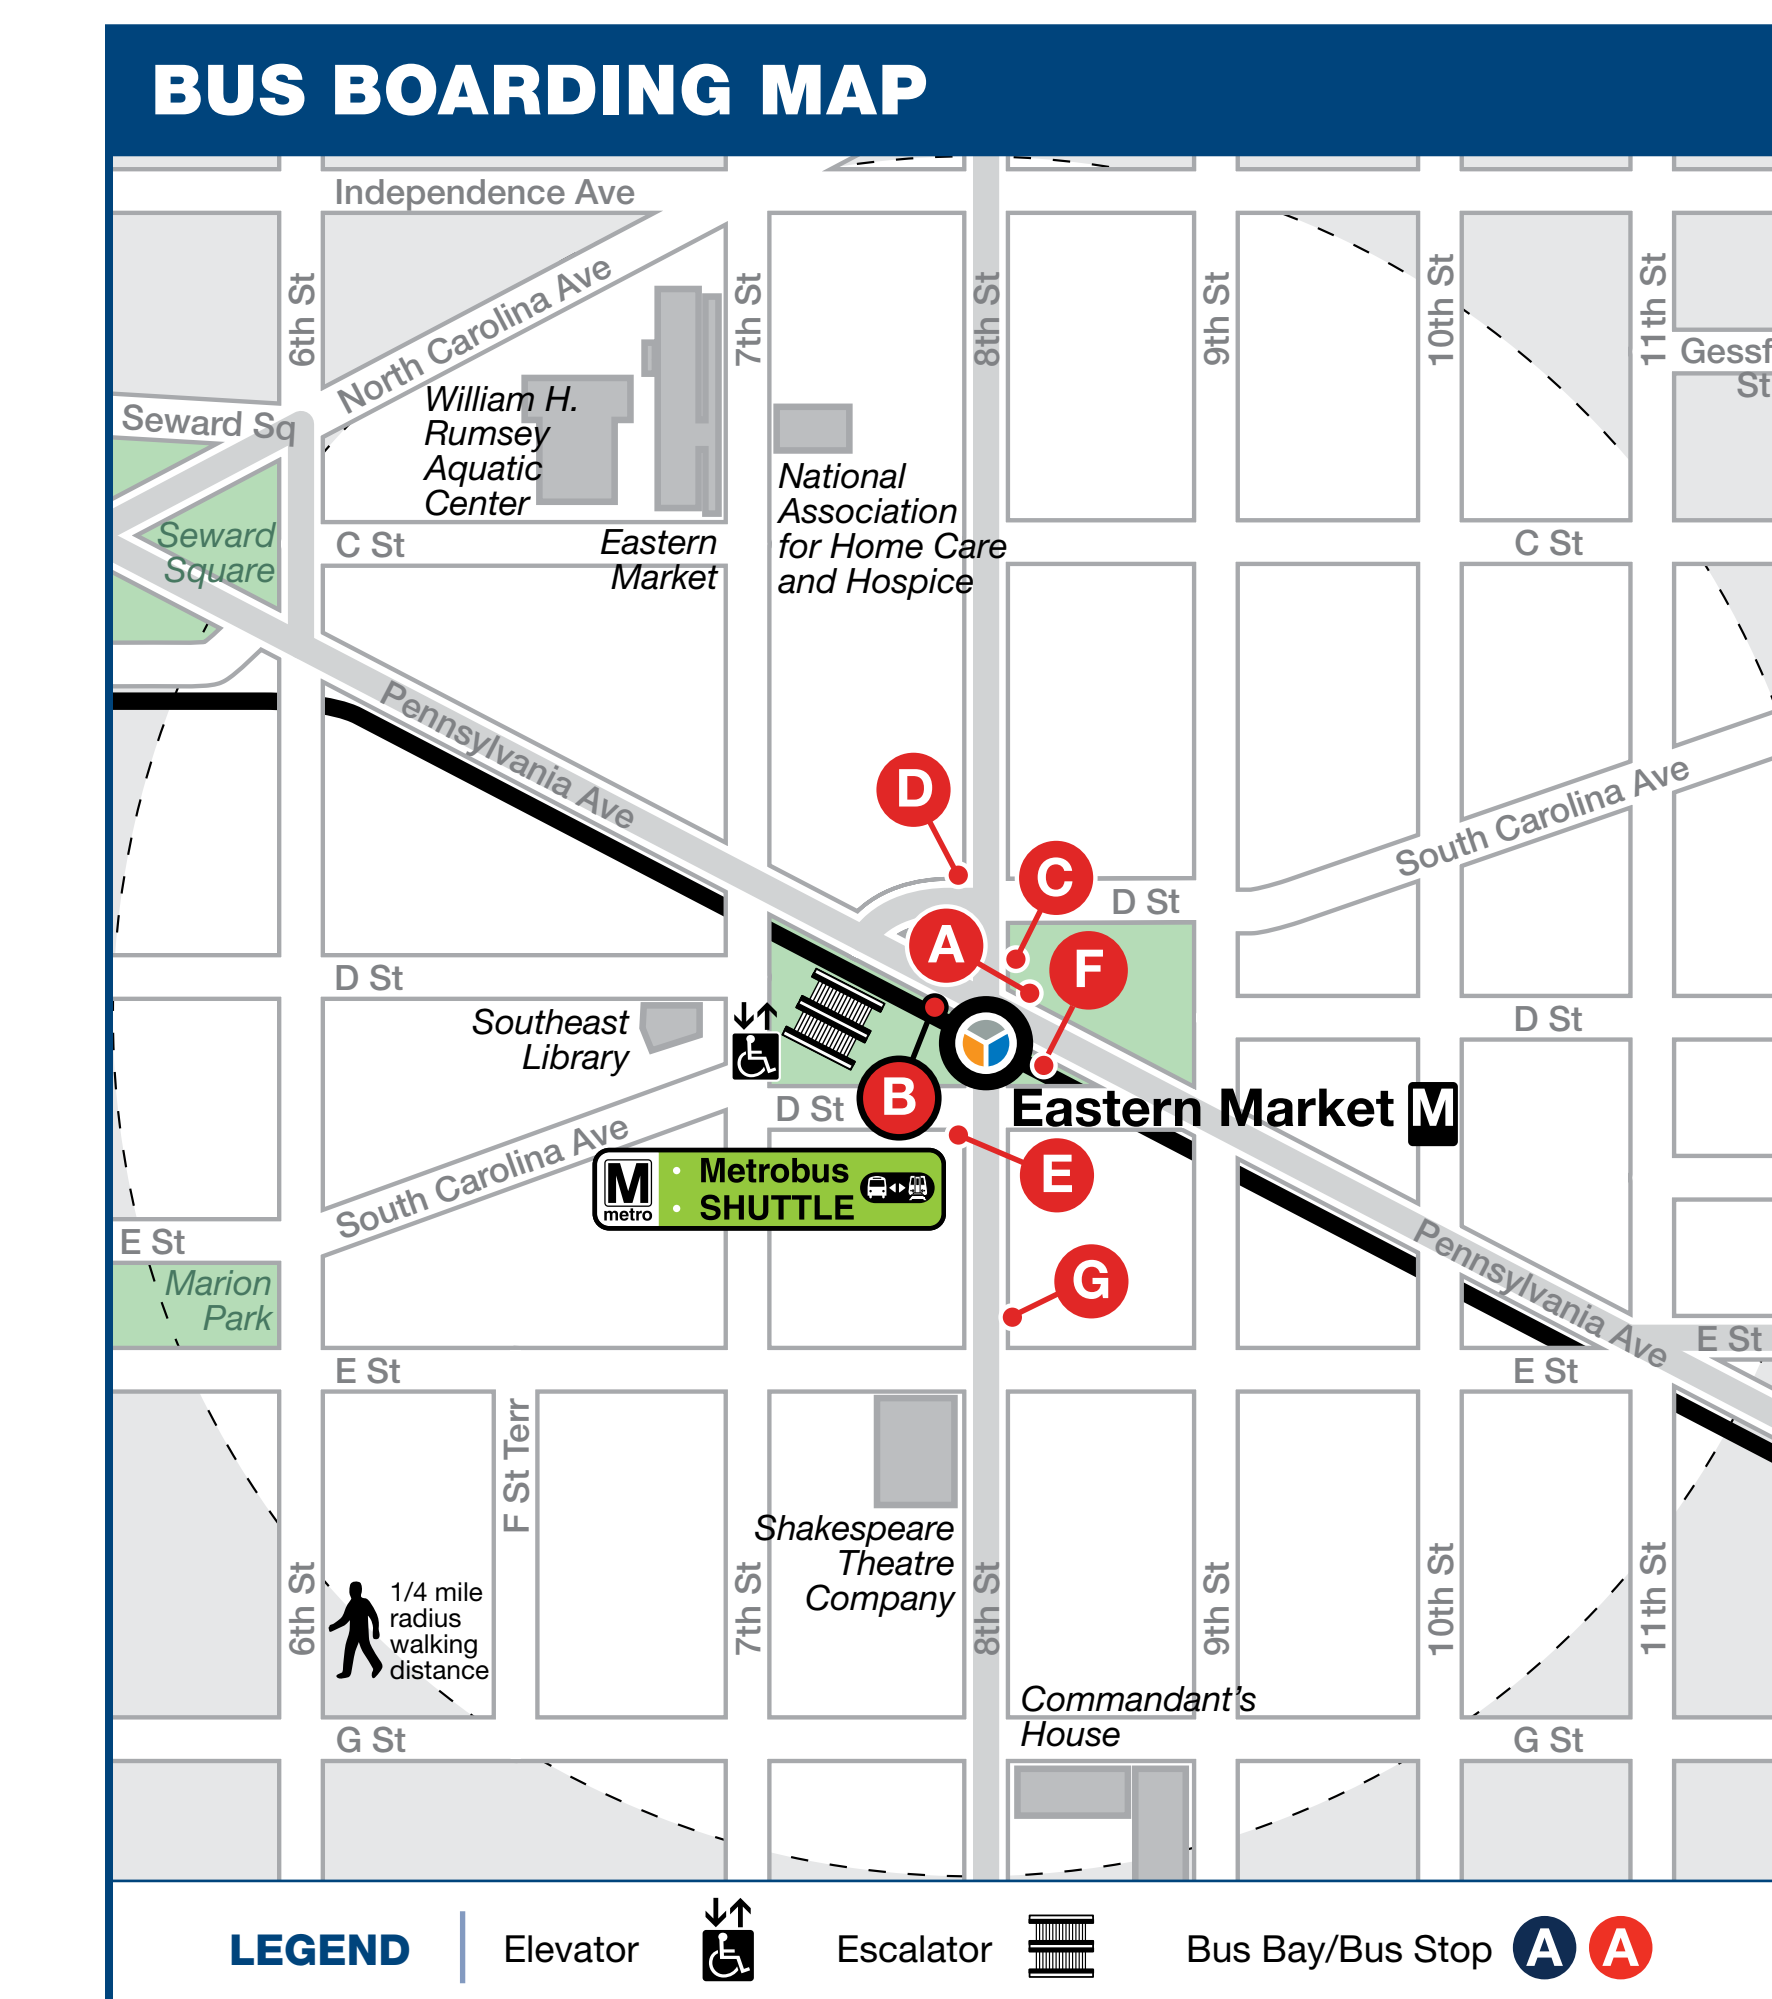 BUS BOARDING MAP
Independence Ave
6th St
North Carolina Ave
7th St
8th St
9th St
10th St
11th St
Gessf
St
Seward Sq
William H.
Rumsey
Aquatic
Center
National
Association
for Home Care
and Hospice
Seward
Square
C St
Eastern
Market
C St
Pennsylvania Ave
D
C
South Carolina Ave
D St
A
F
D St
Southeast
Library
D St
B
D St
Eastern Market M
South Carolina Ave
M
metro
Metrobus
SHUTTLE
E
E St
Marion
Park
G
Pennsylvania Ave
E St
E St
E St
F St Terr
Shakespeare
Theatre
Company
6th St
1/4 mile
radius
walking
distance
7th St
8th St
9th St
10th St
11th St
Commandant's
House
G St
G St
LEGEND
Elevator
Escalator
Bus Bay/Bus Stop A A